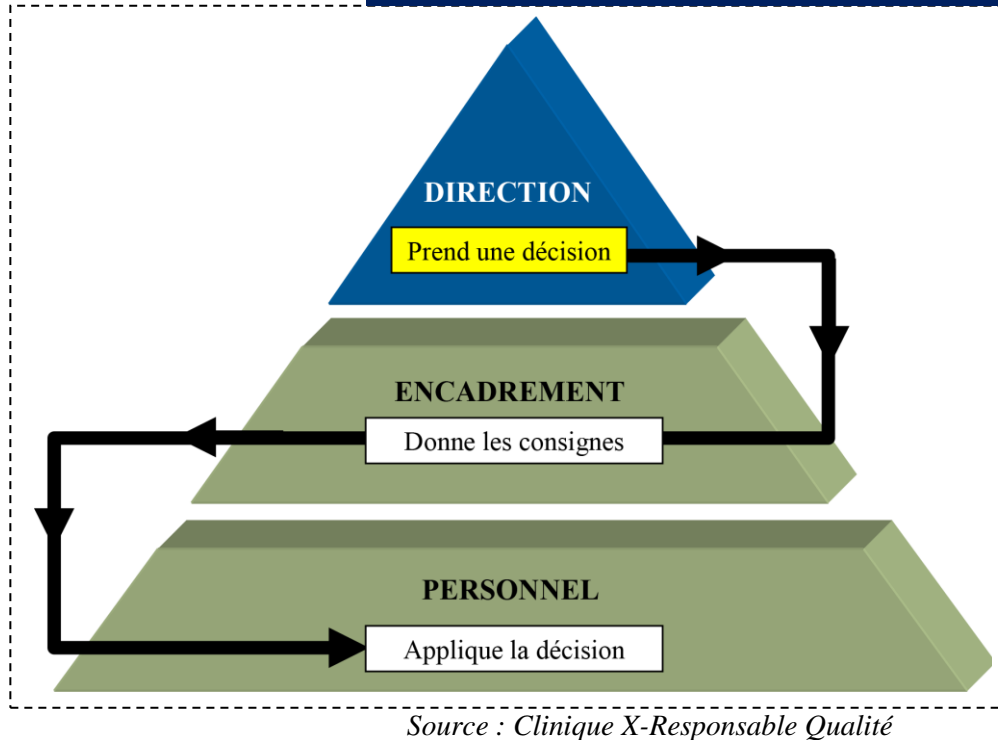 DIRECTION
Prend une décision
ENCADREMENT
Donne les consignes
PERSONNEL
Applique la décision
Source : Clinique X-Responsable Qualité